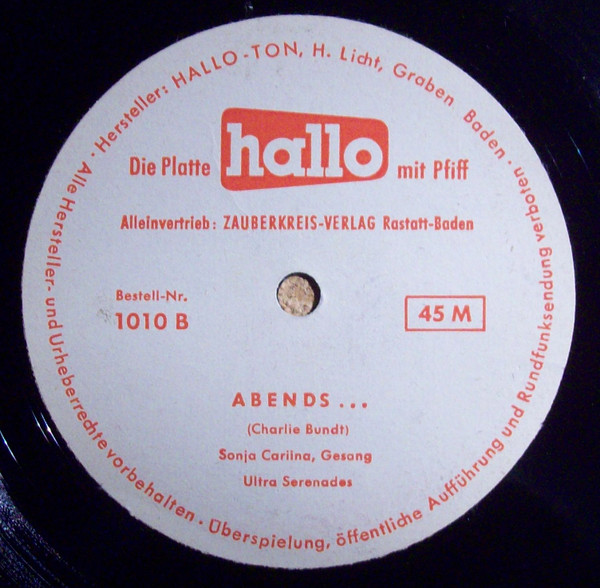 Hersteller: HALLO-TON, H. Licht, Graben Baden · Alle Hersteller- und Urheberrechte vorbehalten · Überspielung, öffentliche Aufführung und Rundfunksendung verboten ·
Die Platte hallo mit Pfiff
Alleinvertrieb: ZAUBERKREIS-VERLAG Rastatt-Baden
Bestell-Nr.
1010 B
45 M
ABENDS...
(Charlie Bundt)
Sonja Cariina, Gesang
Ultra Serenades